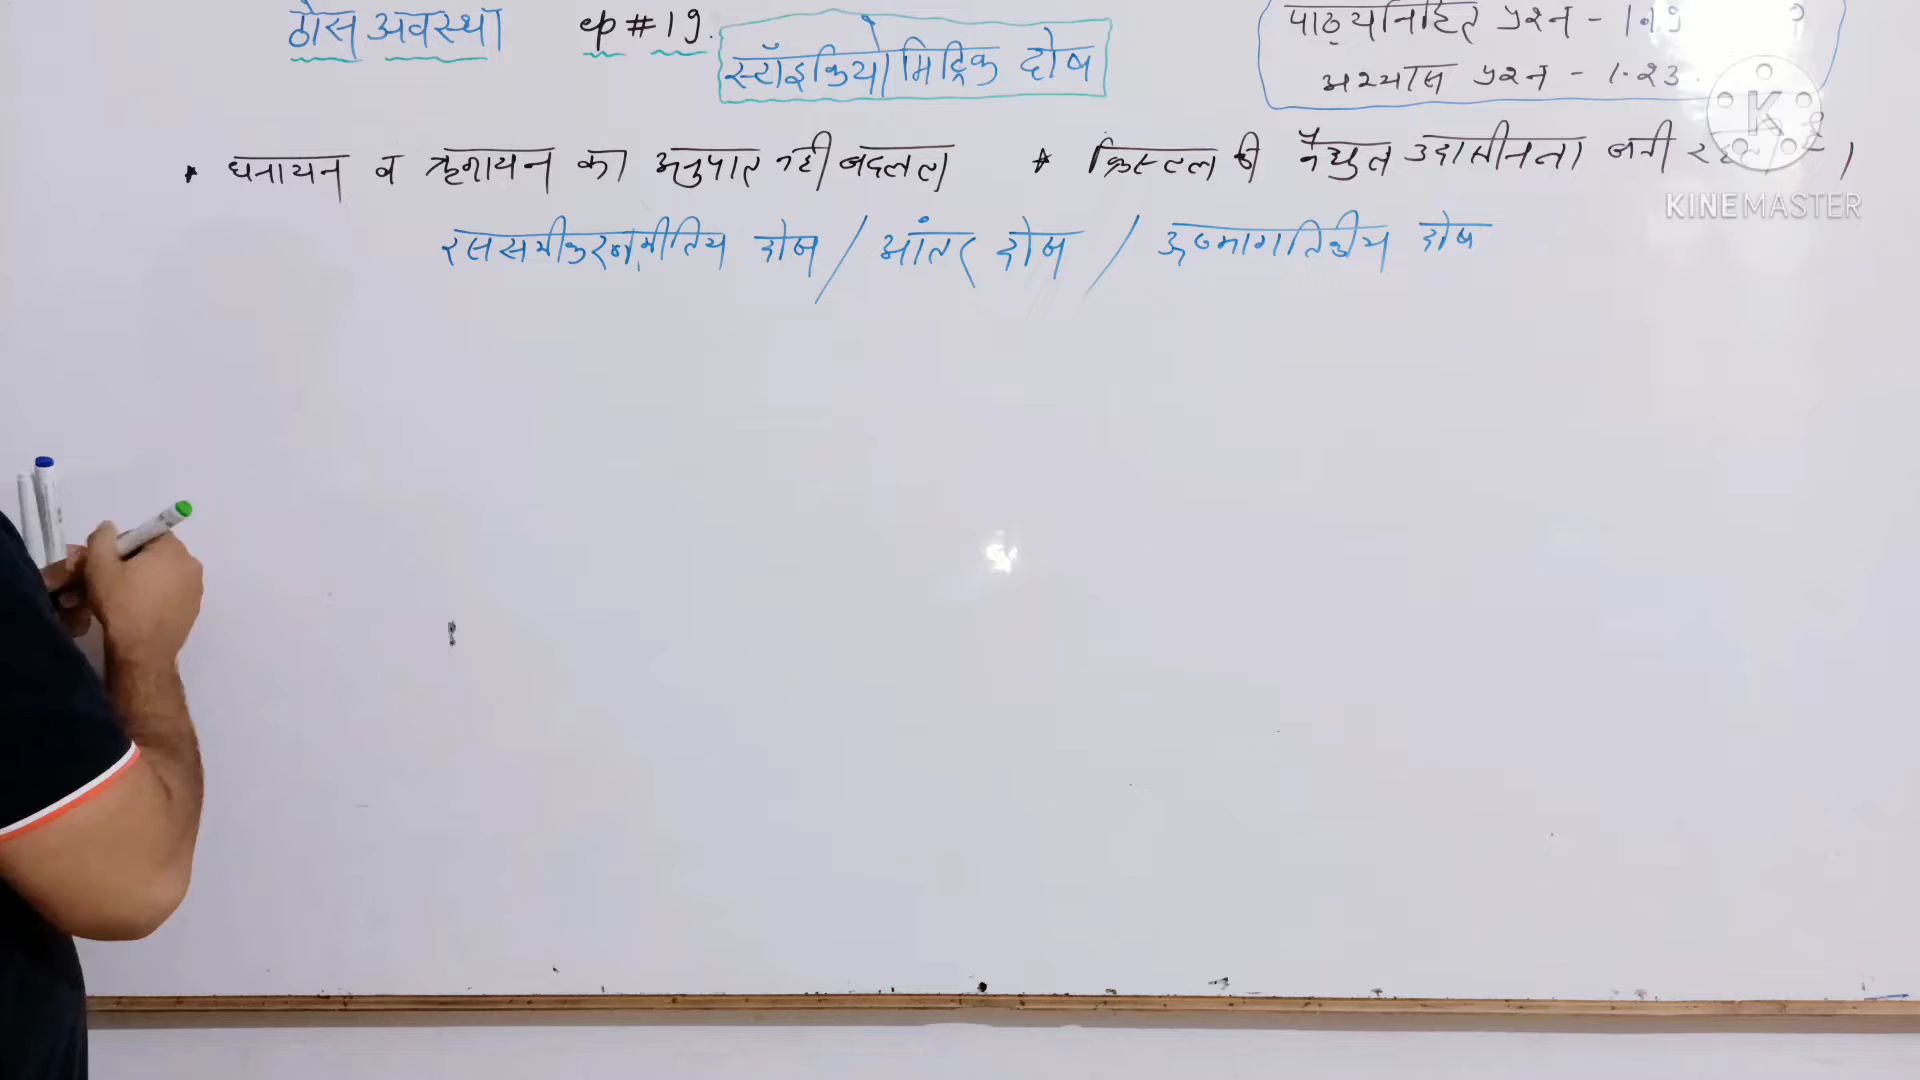 ठोस अवस्था ep # 19.
स्टॉइकियोमिट्रिक दोष
पाठ्यनिहित प्रश्न - 1.19
अभ्यास प्रश्न - 1.23
* धनायन व ऋणायन का अनुपात नही बदलता
* क्रिस्टल की वैद्युत उदासीनता बनी
रससमीकरणमीतिय दोष / आंतर दोष / ऊष्मागतिकीय दोष
KINEMASTER